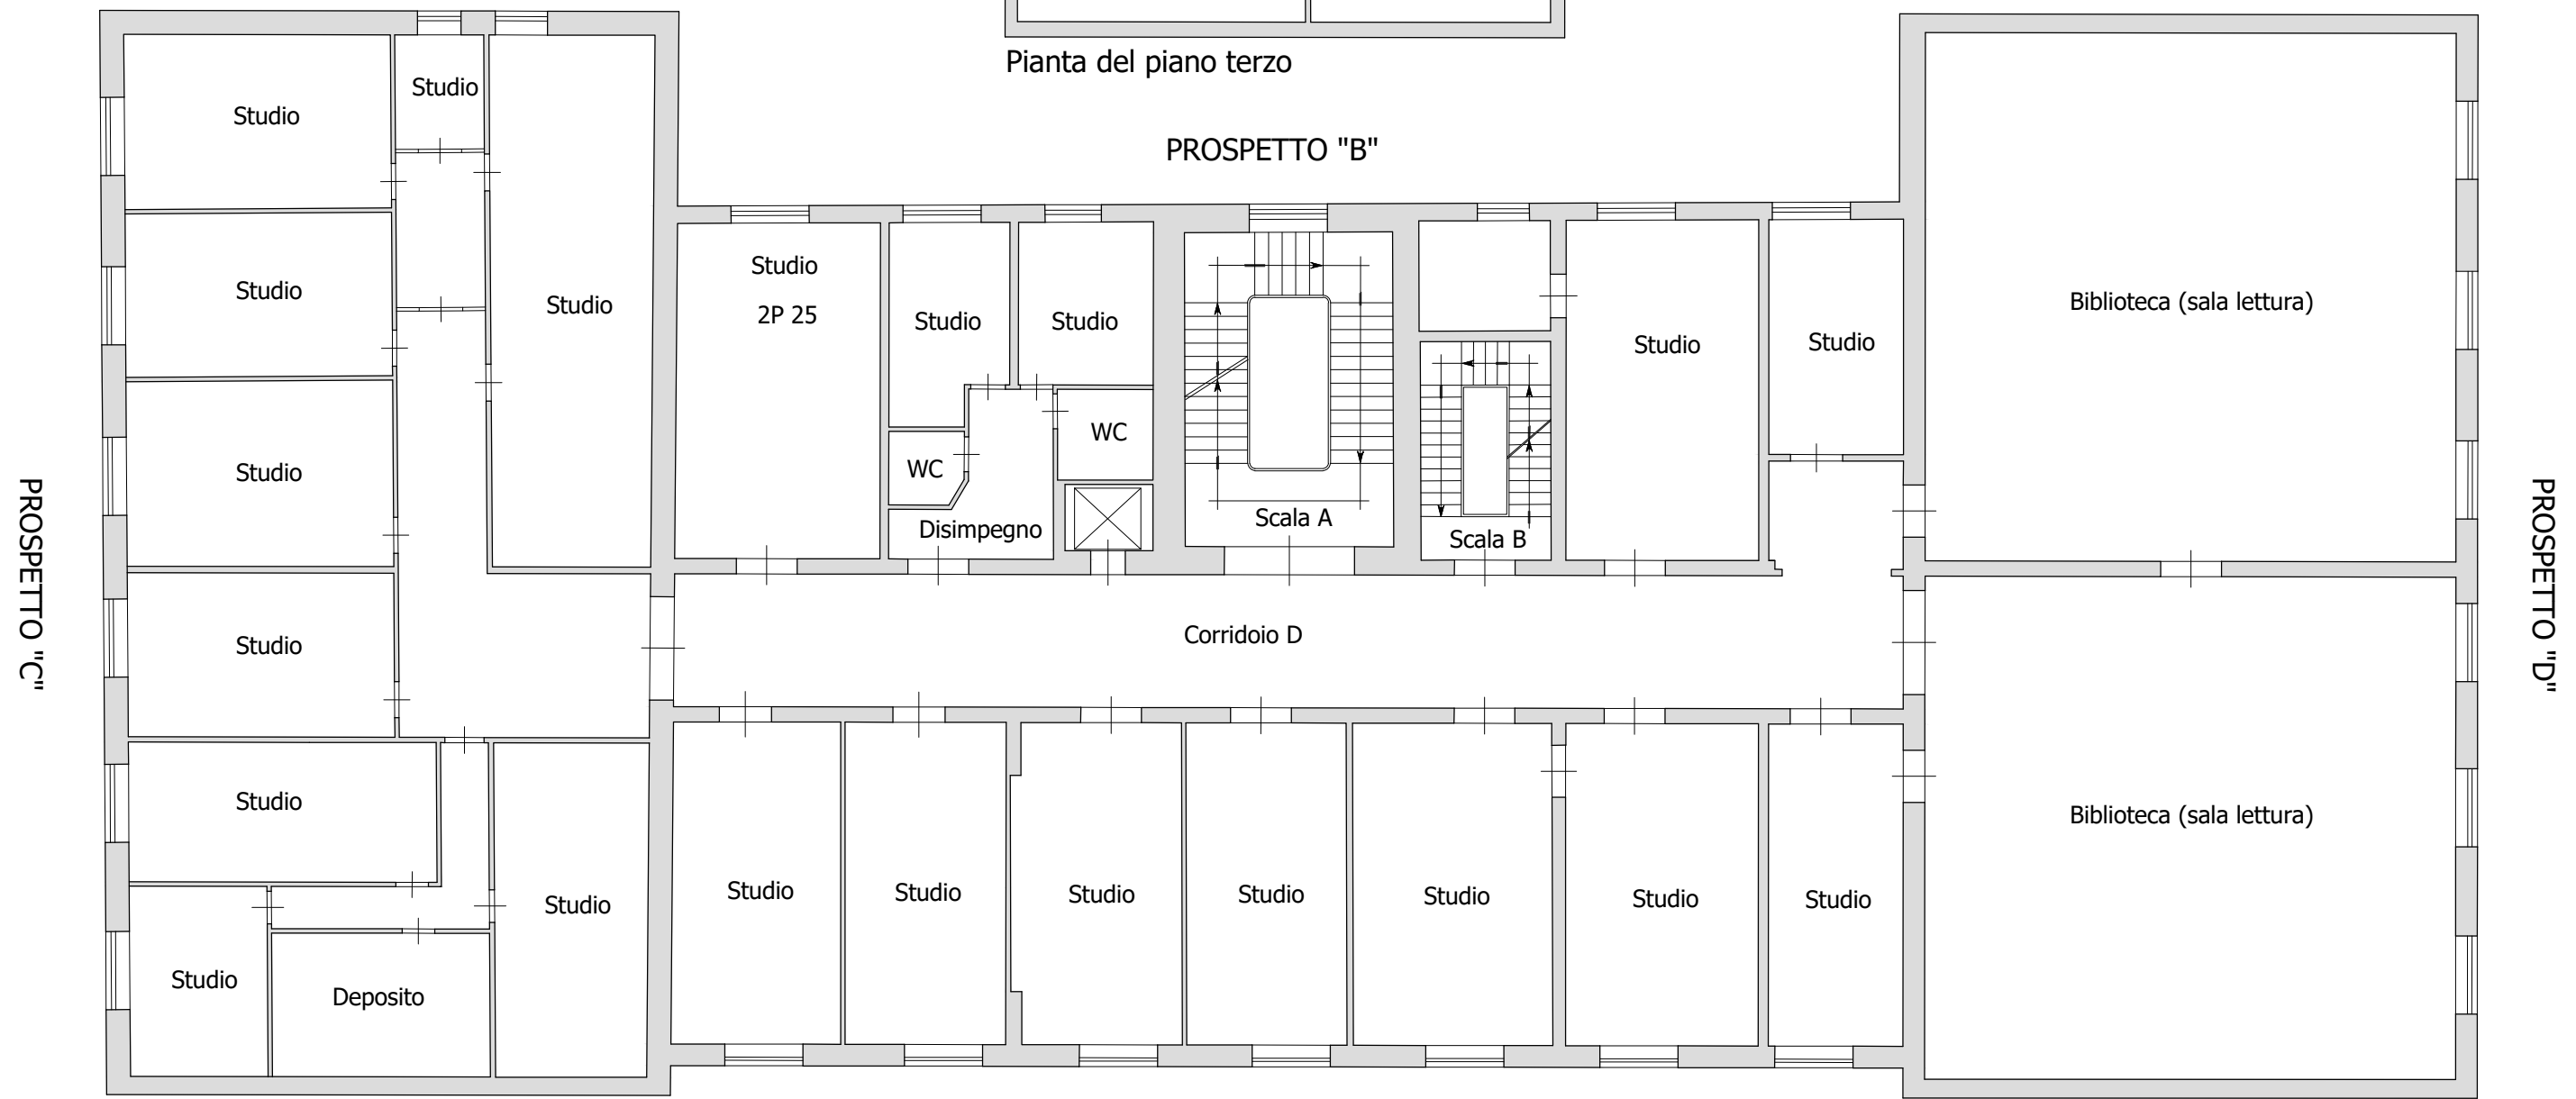 Pianta del piano terzo
PROSPETTO "B"
Studio
Studio
Studio
Studio
Studio
Studio
2P 25
Studio
Studio
Studio
Studio
Biblioteca (sala lettura)
WC
WC
Disimpegno
Scala A
Scala B
Studio
PROSPETTO "C"
PROSPETTO "D"
Studio
Corridoio D
Studio
Studio
Deposito
Studio
Studio
Studio
Studio
Studio
Studio
Studio
Studio
Biblioteca (sala lettura)